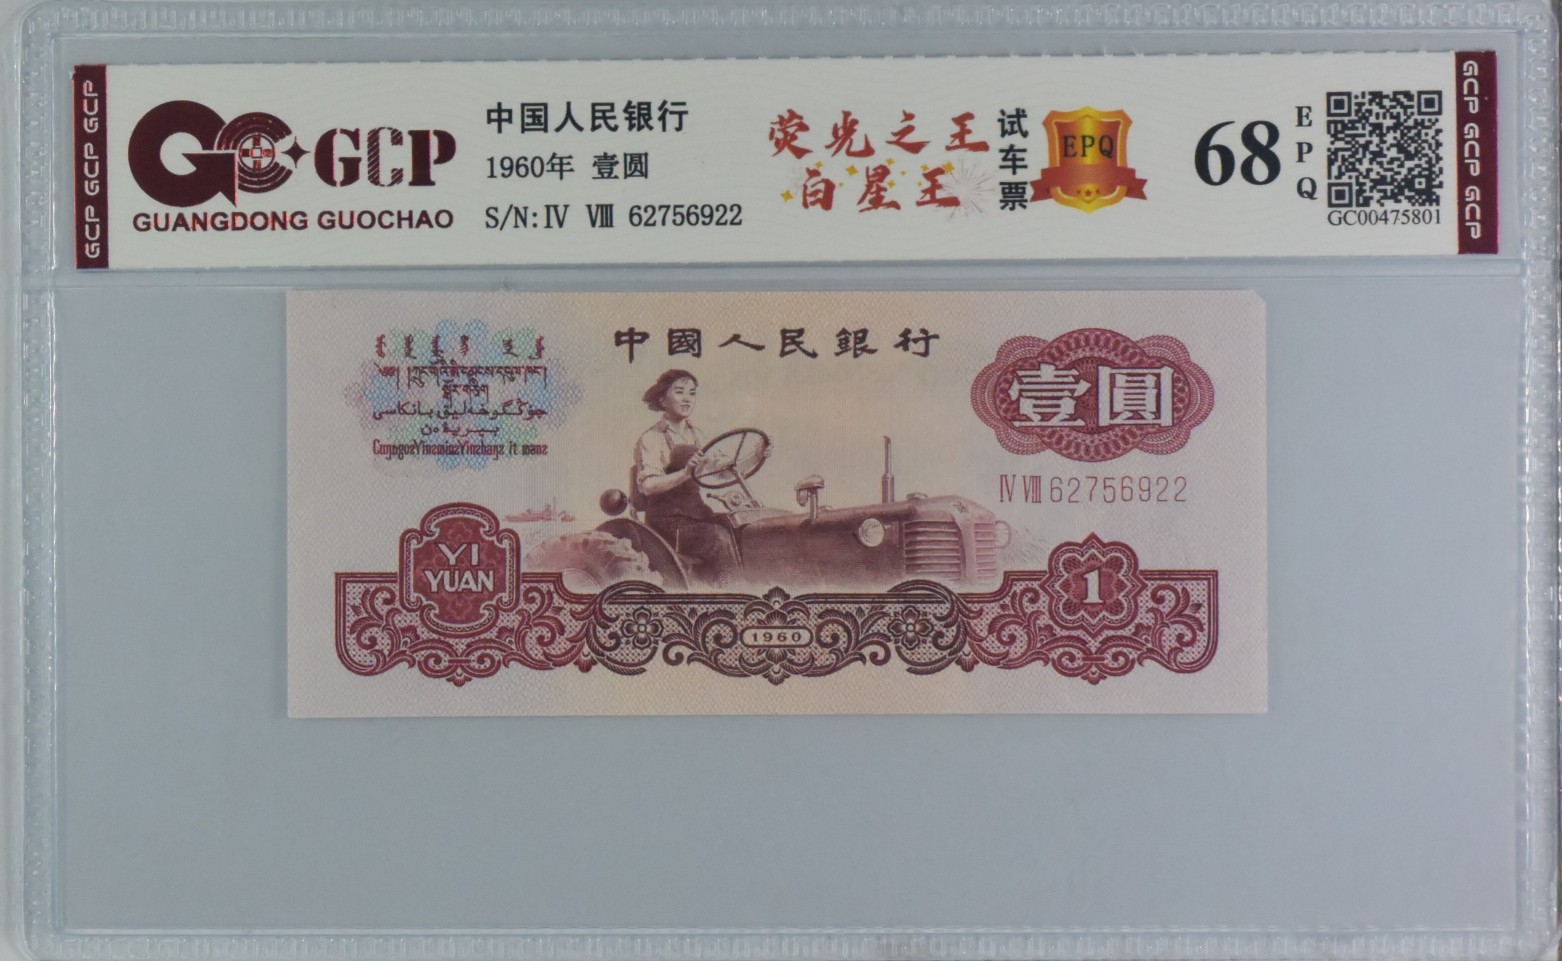 GCP GCP GCP
GCP
GUANGDONG GUOCHAO
中国人民银行
1960年 壹圆
S/N: IV VIII 62756922
荧光之王
白星王
试车票
EPQ
68
EPQ
GC00475801
GCP GCP GCP
中國人民銀行
壹圓
IV VIII 62756922
YI
YUAN
1960
1